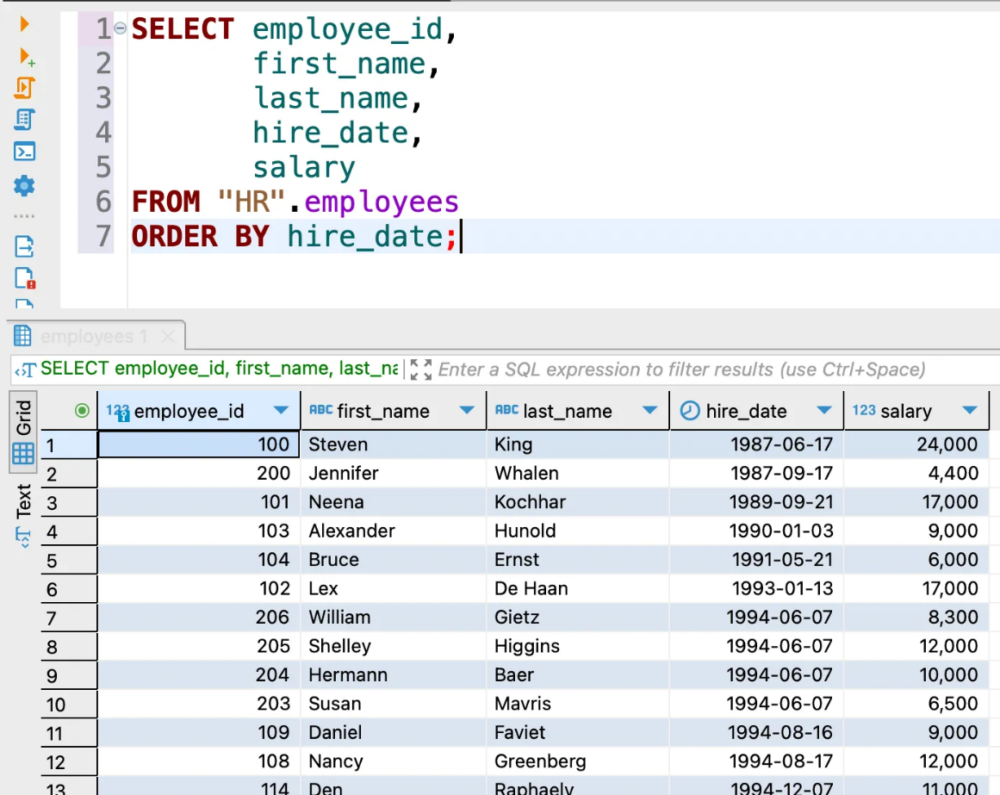 1 SELECT employee_id,
2 first_name,
3 last_name,
4 hire_date,
5 salary
6 FROM "HR".employees
7 ORDER BY hire_date;
employees 1
SELECT employee_id, first_name, last_na Enter a SQL expression to filter results (use Ctrl+Space)
Grid
Text
123 employee_id ABC first_name ABC last_name hire_date 123 salary
1 100 Steven King 1987-06-17 24,000
2 200 Jennifer Whalen 1987-09-17 4,400
3 101 Neena Kochhar 1989-09-21 17,000
4 103 Alexander Hunold 1990-01-03 9,000
5 104 Bruce Ernst 1991-05-21 6,000
6 102 Lex De Haan 1993-01-13 17,000
7 206 William Gietz 1994-06-07 8,300
8 205 Shelley Higgins 1994-06-07 12,000
9 204 Hermann Baer 1994-06-07 10,000
10 203 Susan Mavris 1994-06-07 6,500
11 109 Daniel Faviet 1994-08-16 9,000
12 108 Nancy Greenberg 1994-08-17 12,000
13 114 Den Raphaely 1994-12-07 11,000